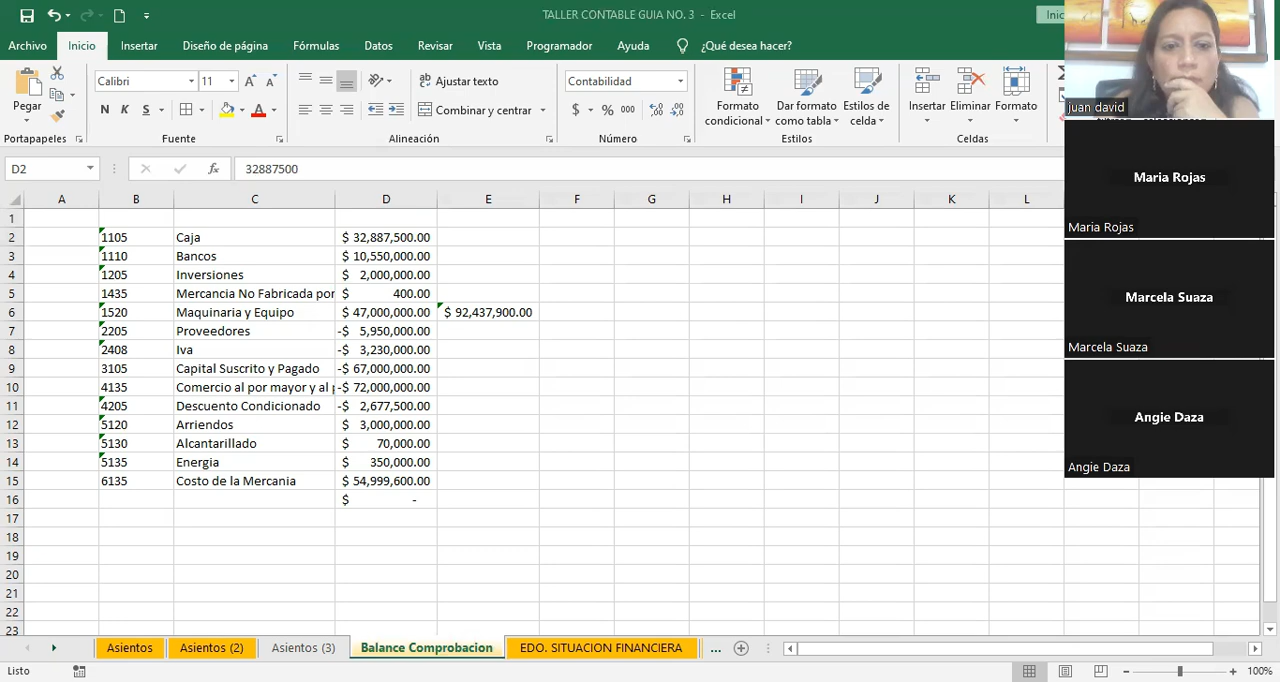 TALLER CONTABLE GUIA NO. 3 - Excel
Inic
Archivo Inicio Insertar Diseño de página Fórmulas Datos Revisar Vista Programador Ayuda ¿Qué desea hacer?
Pegar
Calibri 11
N K S
Ajustar texto
Combinar y centrar
Contabilidad
$ % 000
Formato condicional
Dar formato como tabla
Estilos de celda
Insertar Eliminar Formato
Portapapeles Fuente Alineación Número Estilos Celdas
D2 fx 32887500
A B C D E F G H I J K L
1
2 1105 Caja $ 32,887,500.00
3 1110 Bancos $ 10,550,000.00
4 1205 Inversiones $ 2,000,000.00
5 1435 Mercancia No Fabricada por $ 400.00
6 1520 Maquinaria y Equipo $ 47,000,000.00 $ 92,437,900.00
7 2205 Proveedores -$ 5,950,000.00
8 2408 Iva -$ 3,230,000.00
9 3105 Capital Suscrito y Pagado -$ 67,000,000.00
10 4135 Comercio al por mayor y al -$ 72,000,000.00
11 4205 Descuento Condicionado -$ 2,677,500.00
12 5120 Arriendos $ 3,000,000.00
13 5130 Alcantarillado $ 70,000.00
14 5135 Energia $ 350,000.00
15 6135 Costo de la Mercania $ 54,999,600.00
16 $ -
17
18
19
20
21
22
23
Asientos Asientos (2) Asientos (3) Balance Comprobacion EDO. SITUACION FINANCIERA ...
Listo
100%
juan david
Maria Rojas
Maria Rojas
Marcela Suaza
Marcela Suaza
Angie Daza
Angie Daza